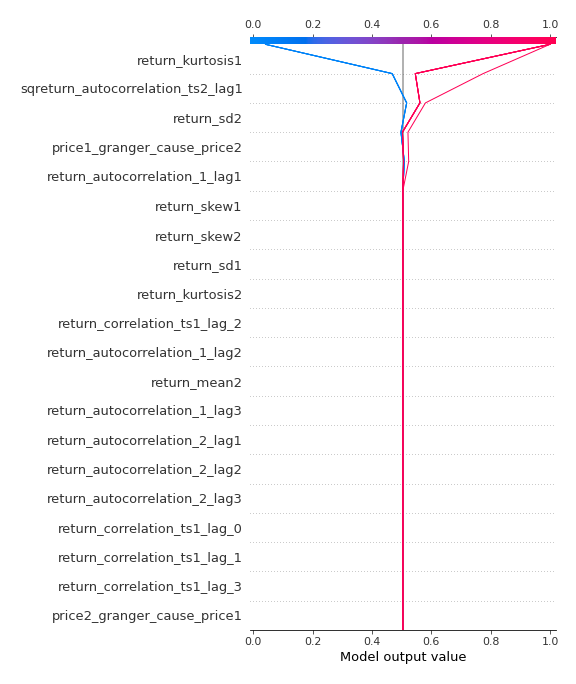 0.0 0.2 0.4 0.6 0.8 1.0
return_kurtosis1
sqreturn_autocorrelation_ts2_lag1
return_sd2
price1_granger_cause_price2
return_autocorrelation_1_lag1
return_skew1
return_skew2
return_sd1
return_kurtosis2
return_correlation_ts1_lag_2
return_autocorrelation_1_lag2
return_mean2
return_autocorrelation_1_lag3
return_autocorrelation_2_lag1
return_autocorrelation_2_lag2
return_autocorrelation_2_lag3
return_correlation_ts1_lag_0
return_correlation_ts1_lag_1
return_correlation_ts1_lag_3
price2_granger_cause_price1
0.0 0.2 0.4 0.6 0.8 1.0
Model output value